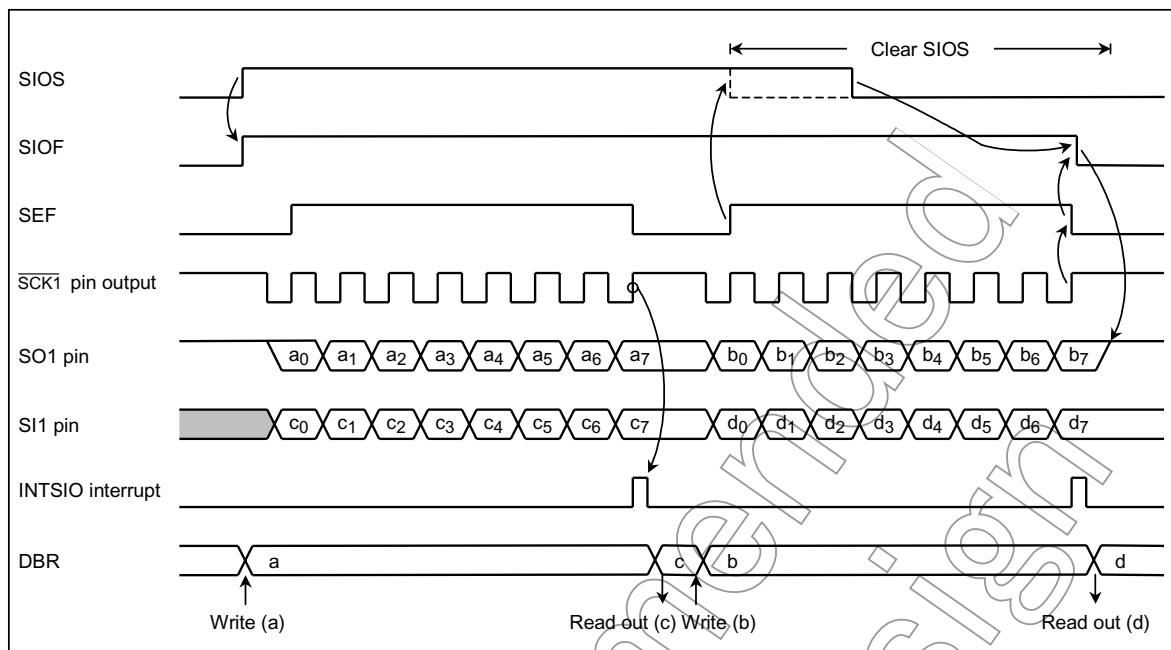 Clear SIOS
SIOS
SIOF
SEF
SCK1 pin output
SO1 pin a0 a1 a2 a3 a4 a5 a6 a7 b0 b1 b2 b3 b4 b5 b6 b7
SI1 pin c0 c1 c2 c3 c4 c5 c6 c7 d0 d1 d2 d3 d4 d5 d6 d7
INTSIO interrupt
DBR a c b d
Write (a) Read out (c) Write (b) Read out (d)
mended
sign